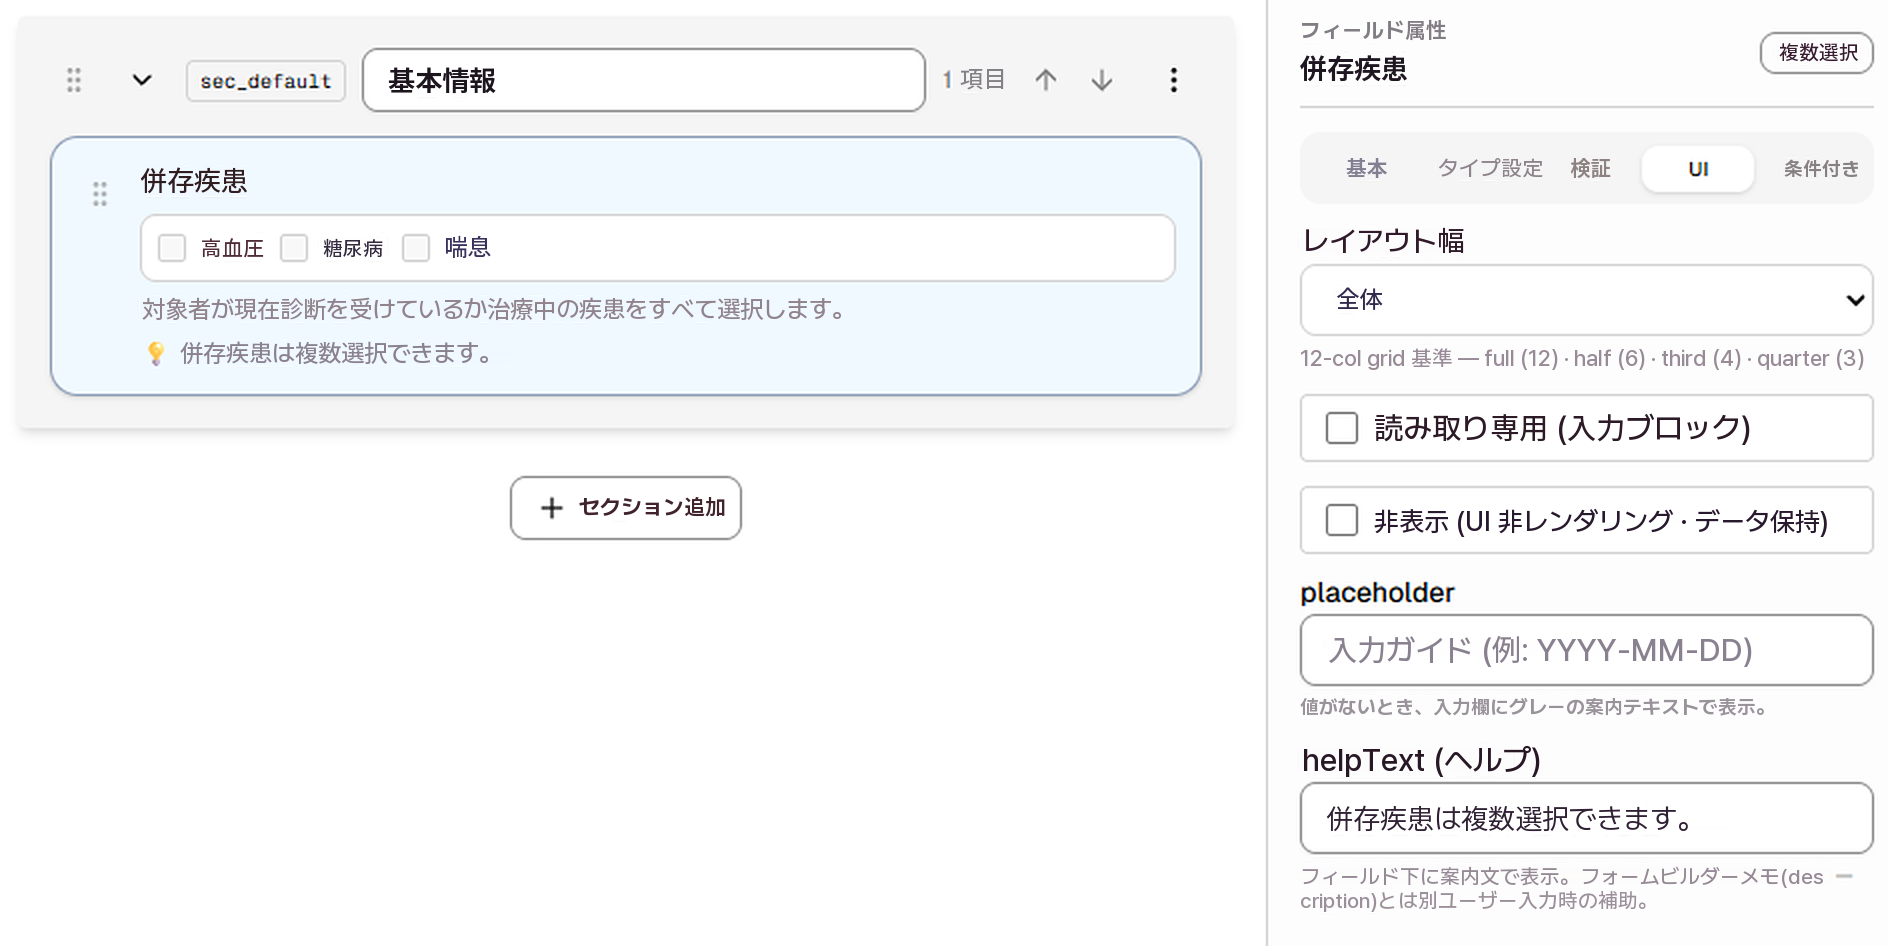 sec_default 基本情報 1 項目
併存疾患
高血圧 糖尿病 喘息
対象者が現在診断を受けているか治療中の疾患をすべて選択します。
💡 併存疾患は複数選択できます。
セクション追加
フィールド属性
併存疾患
複数選択
基本 タイプ設定 検証 UI 条件付き
レイアウト幅
全体
12-col grid 基準 — full (12) · half (6) · third (4) · quarter (3)
読み取り専用 (入力ブロック)
非表示 (UI 非レンダリング · データ保持)
placeholder
入力ガイド (例: YYYY-MM-DD)
値がないとき、入力欄にグレーの案内テキストで表示。
helpText (ヘルプ)
併存疾患は複数選択できます。
フィールド下に案内文で表示。フォームビルダーメモ(des —
cription)とは別ユーザー入力時の補助。